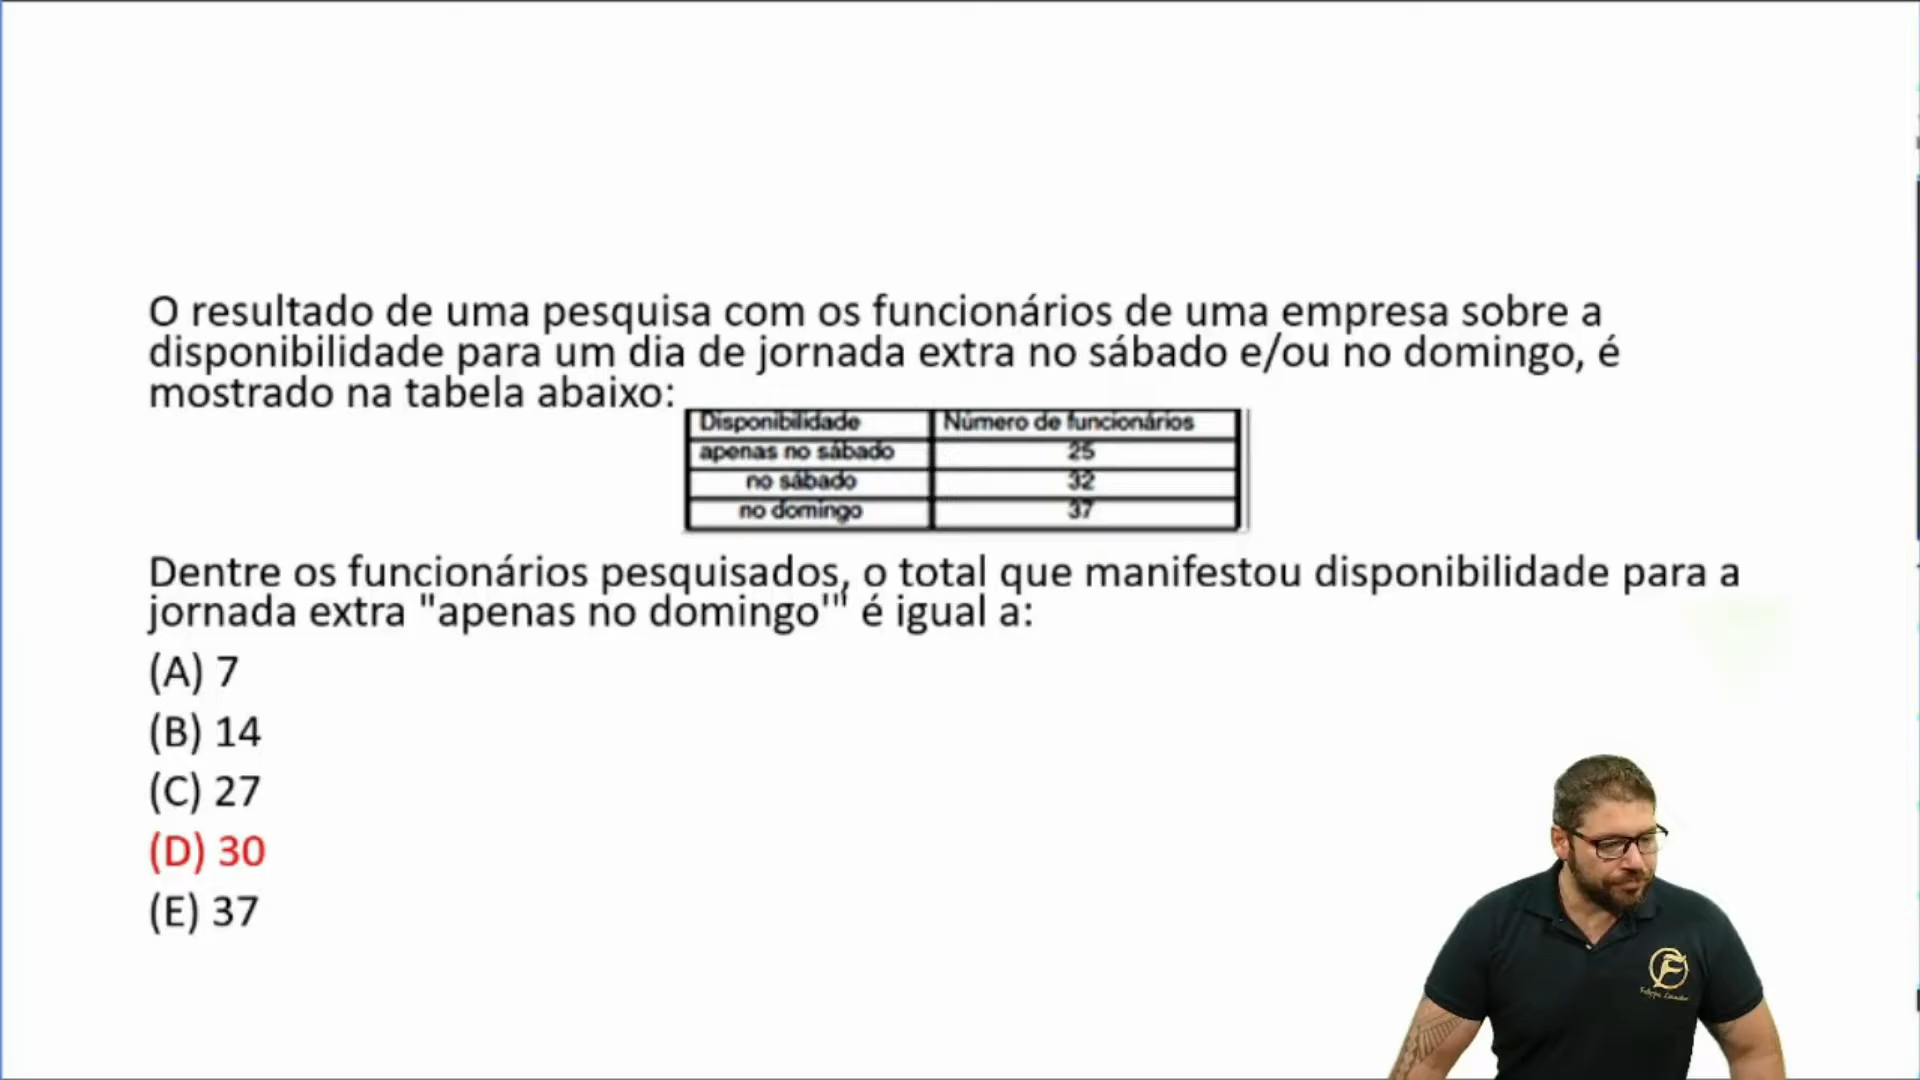 O resultado de uma pesquisa com os funcionários de uma empresa sobre a
disponibilidade para um dia de jornada extra no sábado e/ou no domingo, é
mostrado na tabela abaixo:
Disponibilidade Número de funcionários
apenas no sábado 25
no sábado 32
no domingo 37
Dentre os funcionários pesquisados, o total que manifestou disponibilidade para a
jornada extra "apenas no domingo'" é igual a:
(A) 7
(B) 14
(C) 27
(D) 30
(E) 37